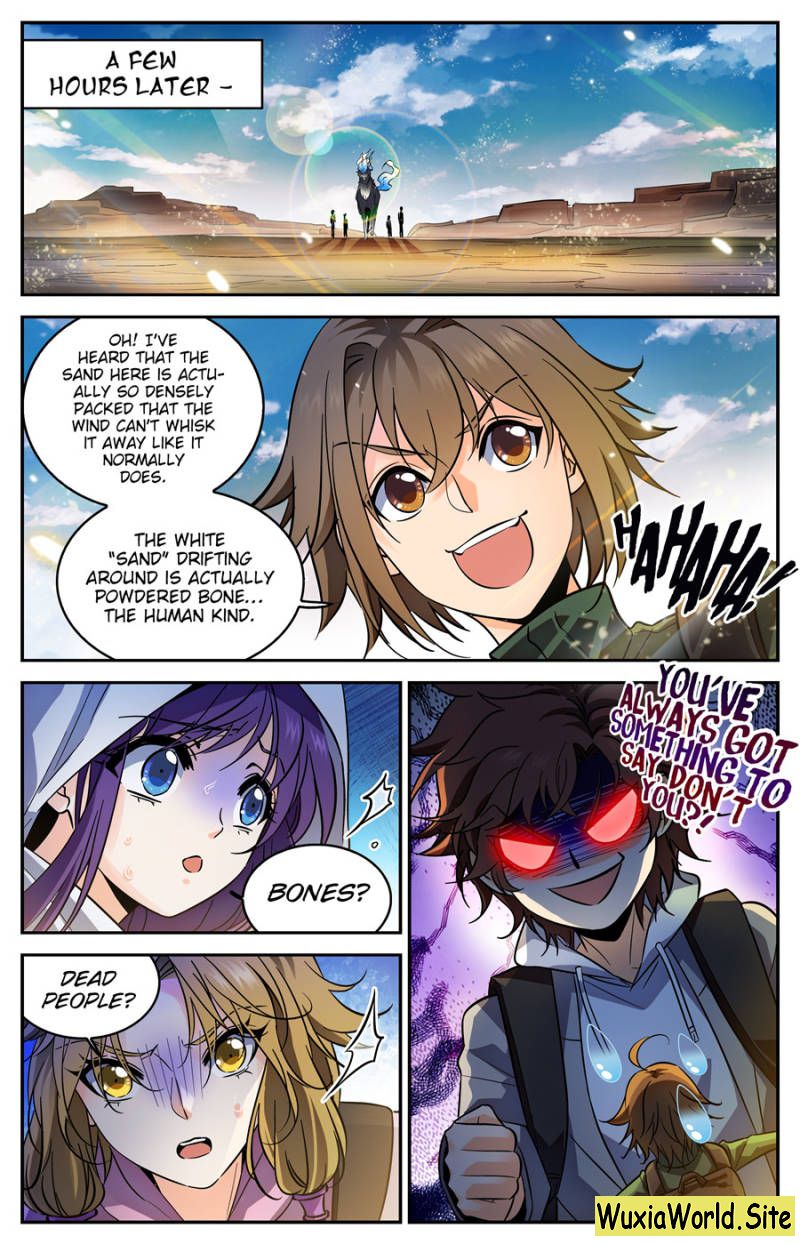 A FEW
HOURS LATER –
OH! I'VE
HEARD THAT THE
SAND HERE IS ACTU-
ALLY SO DENSELY
PACKED THAT THE
WIND CAN'T WHISK
IT AWAY LIKE IT
NORMALLY
DOES.
THE WHITE
"SAND" DRIFTING
AROUND IS ACTUALLY
POWDERED BONE...
THE HUMAN KIND.
HAHAHA!
BONES?
YOU'VE
ALWAYS GOT
SOMETHING TO
SAY DON'T
YOU?!
DEAD
PEOPLE?
WuxiaWorld.Site